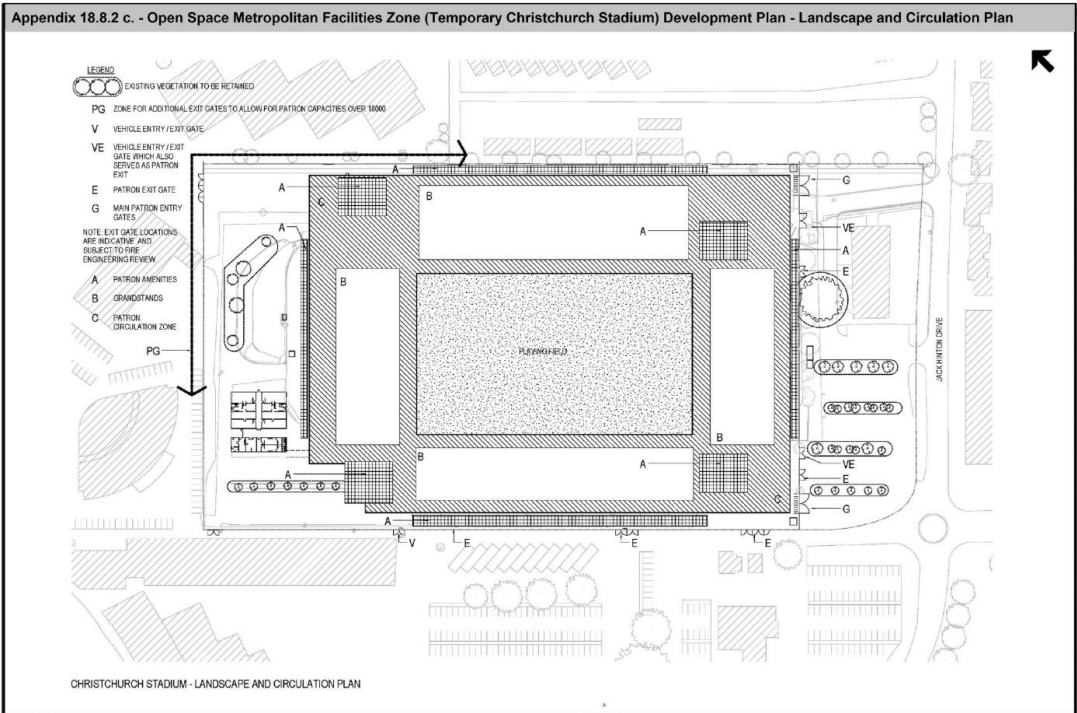 Appendix 18.8.2 c. - Open Space Metropolitan Facilities Zone (Temporary Christchurch Stadium) Development Plan - Landscape and Circulation Plan
LEGEND
EXISTING VEGETATION TO BE RETAINED
PG ZONE FOR ADDITIONAL EXIT GATES TO ALLOW FOR PATRON CAPACITIES OVER 18000
V VEHICLE ENTRY / EXIT GATE
VE VEHICLE ENTRY / EXIT
GATE WHICH ALSO
SERVES AS PATRON
EXIT
E PATRON EXIT GATE
G MAIN PATRON ENTRY
GATES
NOTE: EXIT GATE LOCATIONS
ARE INDICATIVE AND
SUBJECT TO FIRE
ENGINEERING REVIEW
A PATRON AMENITIES
B GRANDSTANDS
C PATRON
CIRCULATION ZONE
PG
A
A
B
G
C
A
A
VE
A
E
B
B
PLAYING FIELD
JACK HINTON DRIVE
B
B
A
A
VE
E
C
G
A
V
E
E
E
CHRISTCHURCH STADIUM - LANDSCAPE AND CIRCULATION PLAN